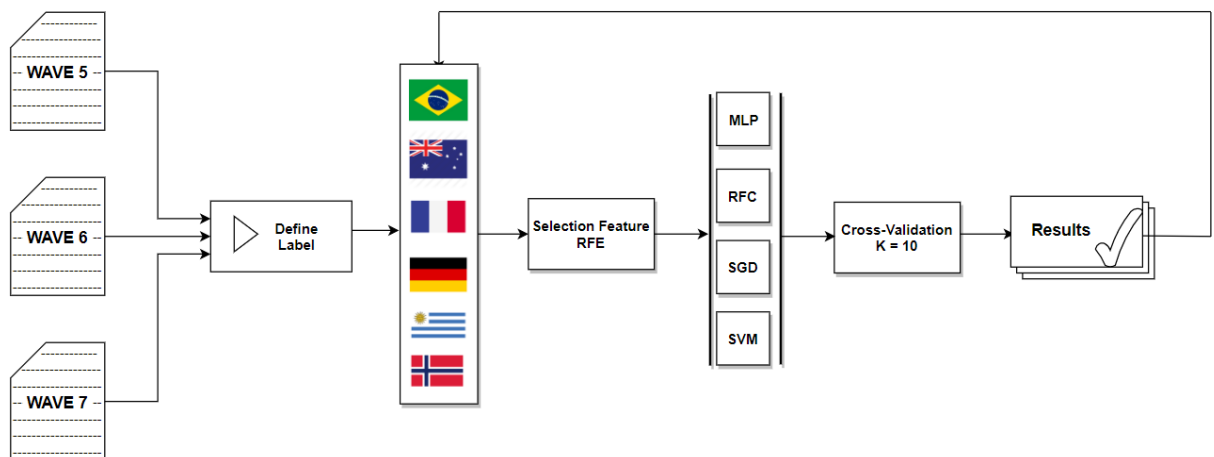 WAVE 5
WAVE 6
WAVE 7
Define
Label
Selection Feature
RFE
MLP
RFC
SGD
SVM
Cross-Validation
K = 10
Results